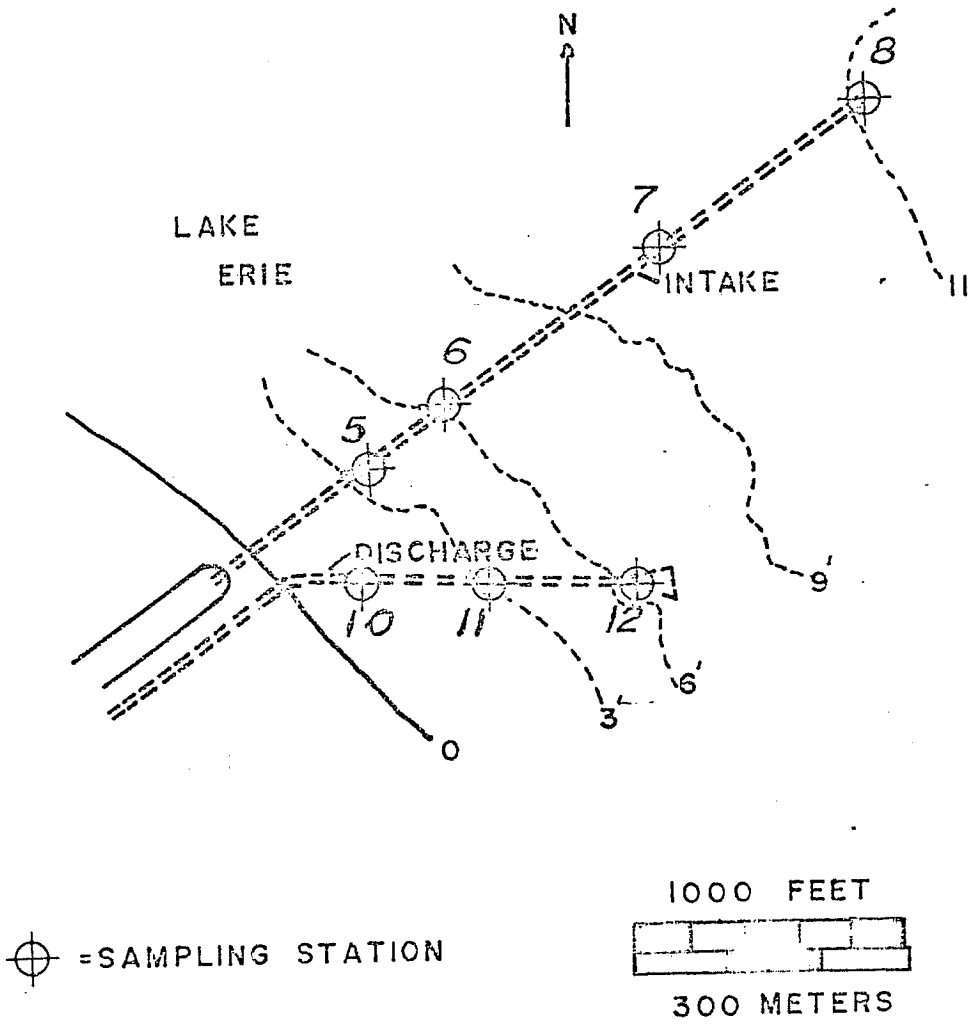 N
8
7
LAKE
ERIE
INTAKE
11
6
5
DISCHARGE
9'
10
11
12
6'
3'
0
1000 FEET
=SAMPLING STATION
300 METERS